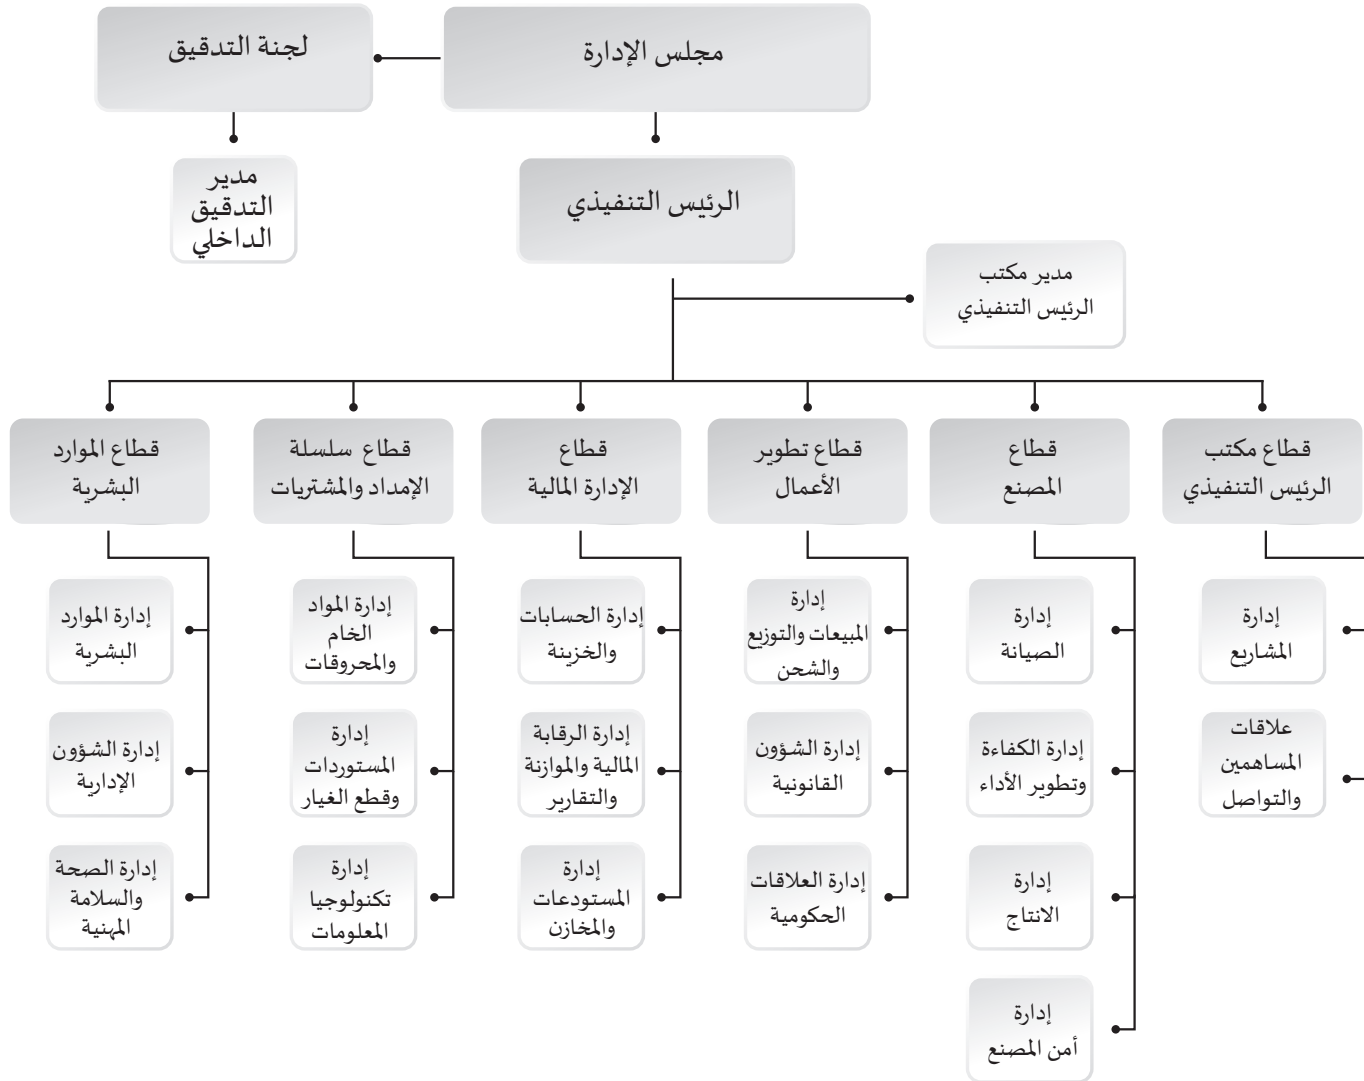 مجلس الإدارة
لجنة التدقيق
الرئيس التنفيذي
مدير
التدقيق
الداخلي
مدير مكتب
الرئيس التنفيذي
قطاع مكتب
الرئيس التنفيذي
قطاع
المصنع
قطاع تطوير
الأعمال
قطاع
الإدارة المالية
قطاع سلسلة
الإمداد والمشتريات
قطاع الموارد
البشرية
إدارة
المشاريع
علاقات
المساهمين
والتواصل
إدارة
الصيانة
إدارة الكفاءة
وتطوير الأداء
إدارة
الانتاج
إدارة
أمن المصنع
إدارة
المبيعات والتوزيع
والشحن
إدارة الشؤون
القانونية
إدارة العلاقات
الحكومية
إدارة الحسابات
والخزينة
إدارة الرقابة
المالية والموازنة
والتقارير
إدارة
المستودعات
والمخازن
إدارة المواد
الخام
والمحروقات
إدارة
المستوردات
وقطع الغيار
إدارة
تكنولوجيا
المعلومات
إدارة الموارد
البشرية
إدارة الشؤون
الإدارية
إدارة الصحة
والسلامة
المهنية